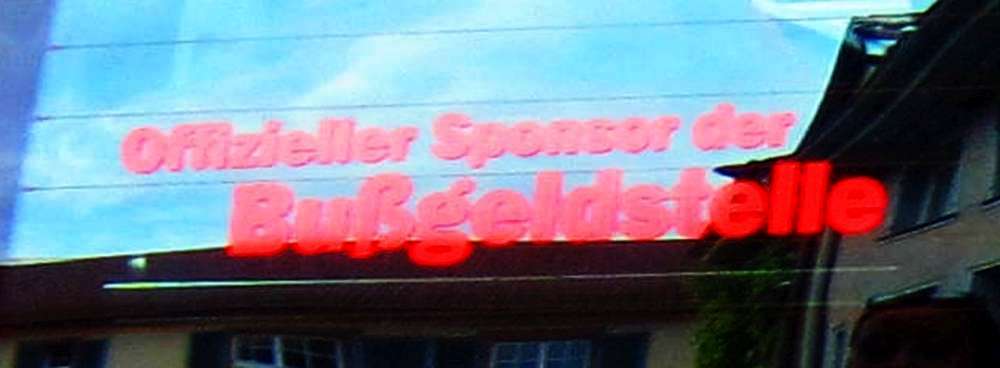 Offizieller Sponsor der
Bußgeldstelle